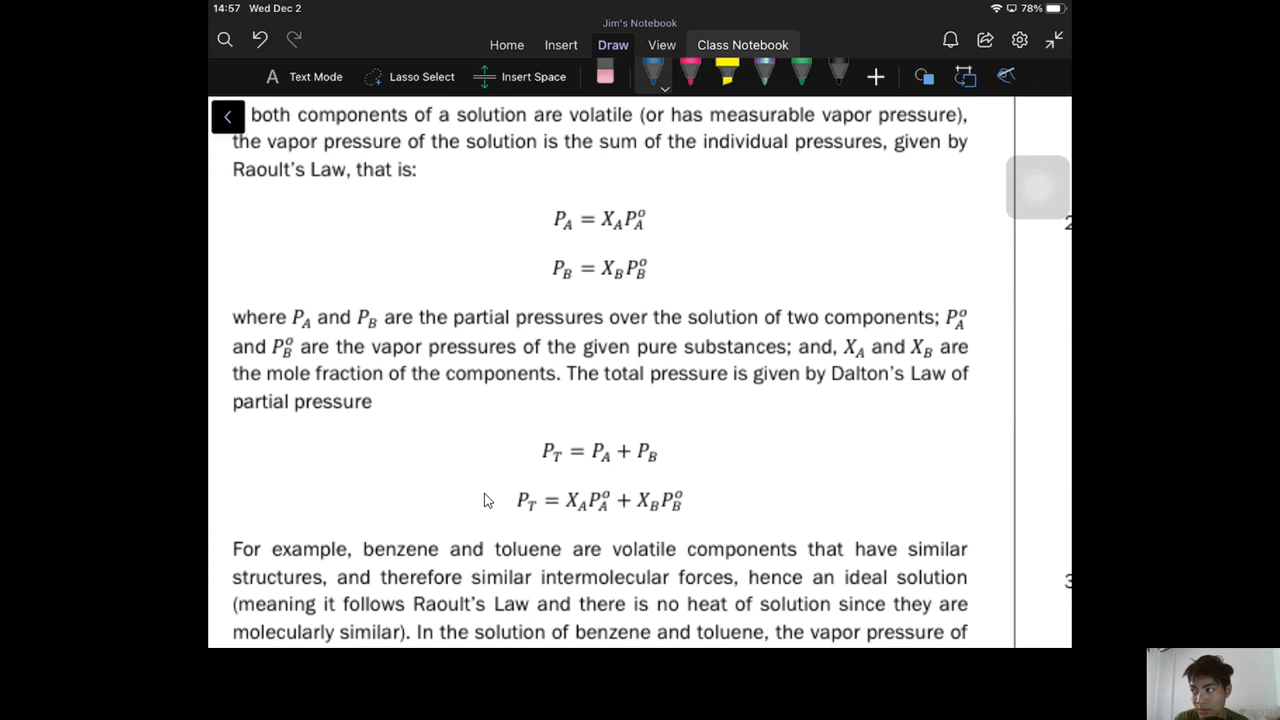 14:57 Wed Dec 2
78%
Jim's Notebook
Home Insert Draw View Class Notebook
Text Mode Lasso Select Insert Space
both components of a solution are volatile (or has measurable vapor pressure),
the vapor pressure of the solution is the sum of the individual pressures, given by
Raoult's Law, that is:
P_A = X_A P_A^o
P_B = X_B P_B^o
where P_A and P_B are the partial pressures over the solution of two components; P_A^o
and P_B^o are the vapor pressures of the given pure substances; and, X_A and X_B are
the mole fraction of the components. The total pressure is given by Dalton's Law of
partial pressure
P_T = P_A + P_B
P_T = X_A P_A^o + X_B P_B^o
For example, benzene and toluene are volatile components that have similar
structures, and therefore similar intermolecular forces, hence an ideal solution
(meaning it follows Raoult's Law and there is no heat of solution since they are
molecularly similar). In the solution of benzene and toluene, the vapor pressure of